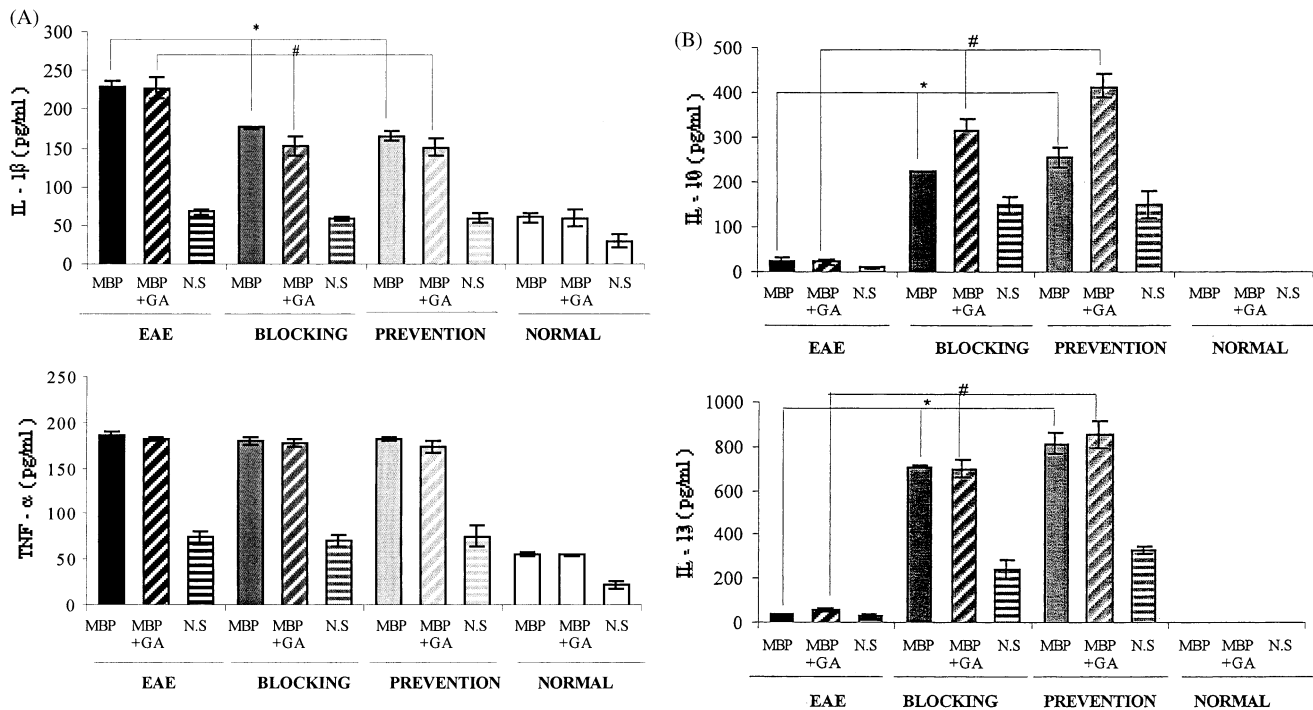 (A)
IL - 1β (pg/ml)
300
250
200
150
100
50
0
*
#
MBP MBP N.S MBP MBP N.S MBP MBP N.S MBP MBP N.S
+GA +GA +GA +GA
EAE BLOCKING PREVENTION NORMAL
TNF - α (pg/ml)
250
200
150
100
50
0
MBP MBP N.S MBP MBP N.S MBP MBP N.S MBP MBP N.S
+GA +GA +GA +GA
EAE BLOCKING PREVENTION NORMAL
(B)
IL - 10 (pg/ml)
500
400
300
200
100
0
#
*
MBP MBP N.S MBP MBP N.S MBP MBP N.S MBP MBP N.S
+GA +GA +GA +GA
EAE BLOCKING PREVENTION NORMAL
IL - 13 (pg/ml)
1000
800
600
400
200
0
#
*
MBP MBP N.S MBP MBP N.S MBP MBP N.S MBP MBP N.S
+GA +GA +GA +GA
EAE BLOCKING PREVENTION NORMAL